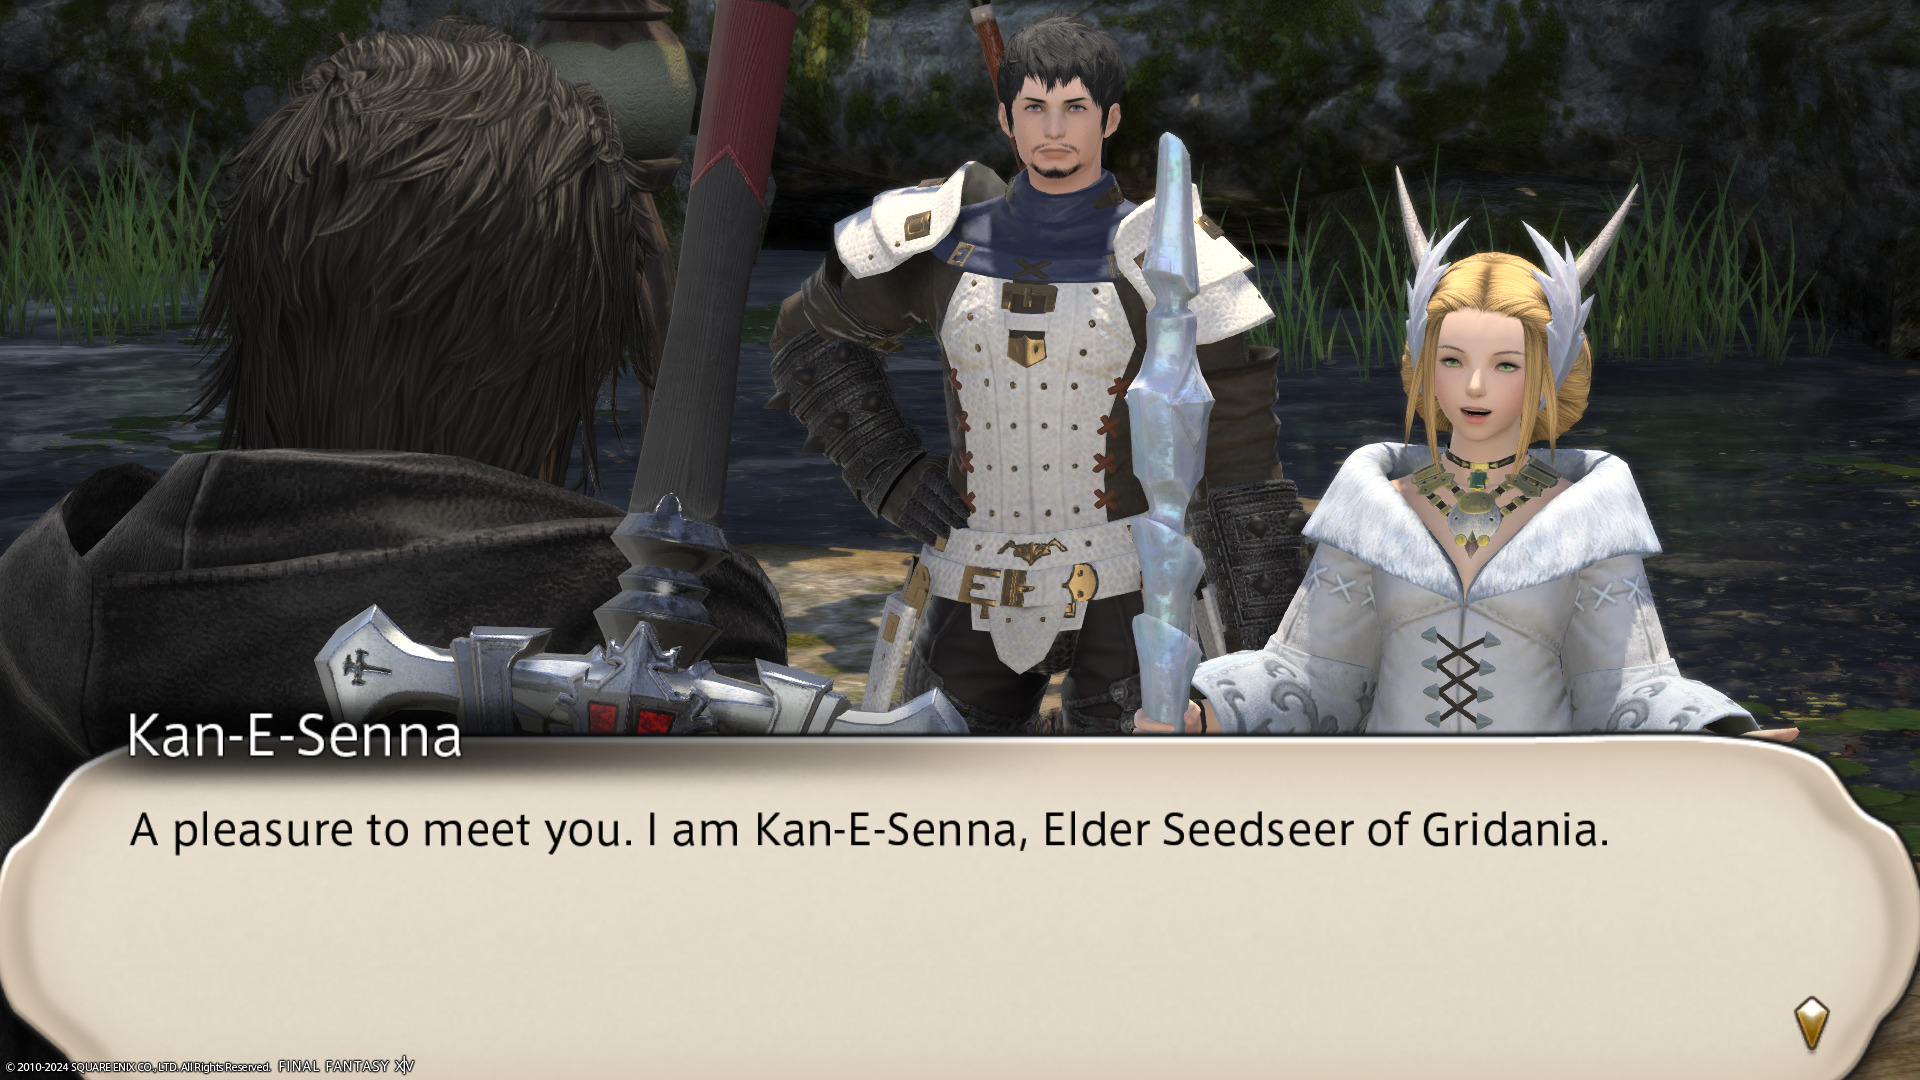 Kan-E-Senna
A pleasure to meet you. I am Kan-E-Senna, Elder Seedseer of Gridania.
© 2010-2024 SQUARE ENIX CO., LTD. All Rights Reserved. FINAL FANTASY XIV